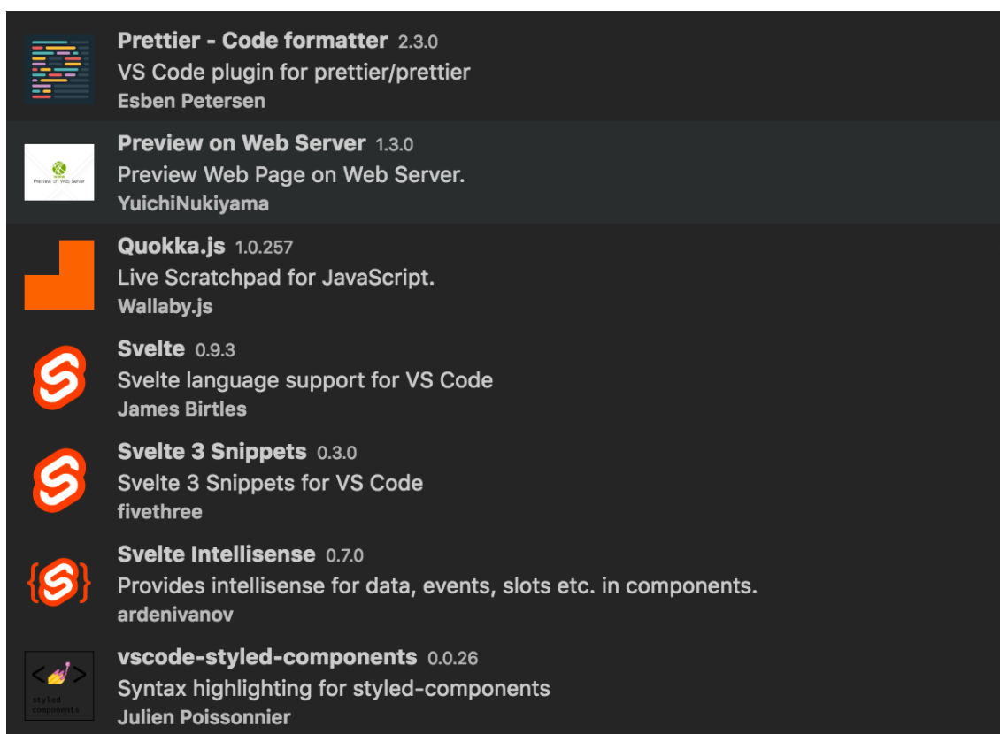 Prettier - Code formatter 2.3.0
VS Code plugin for prettier/prettier
Esben Petersen
Preview on Web Server
Preview on Web Server 1.3.0
Preview Web Page on Web Server.
YuichiNukiyama
Quokka.js 1.0.257
Live Scratchpad for JavaScript.
Wallaby.js
Svelte 0.9.3
Svelte language support for VS Code
James Birtles
Svelte 3 Snippets 0.3.0
Svelte 3 Snippets for VS Code
fivethree
Svelte Intellisense 0.7.0
Provides intellisense for data, events, slots etc. in components.
ardenivanov
styled
components
vscode-styled-components 0.0.26
Syntax highlighting for styled-components
Julien Poissonnier